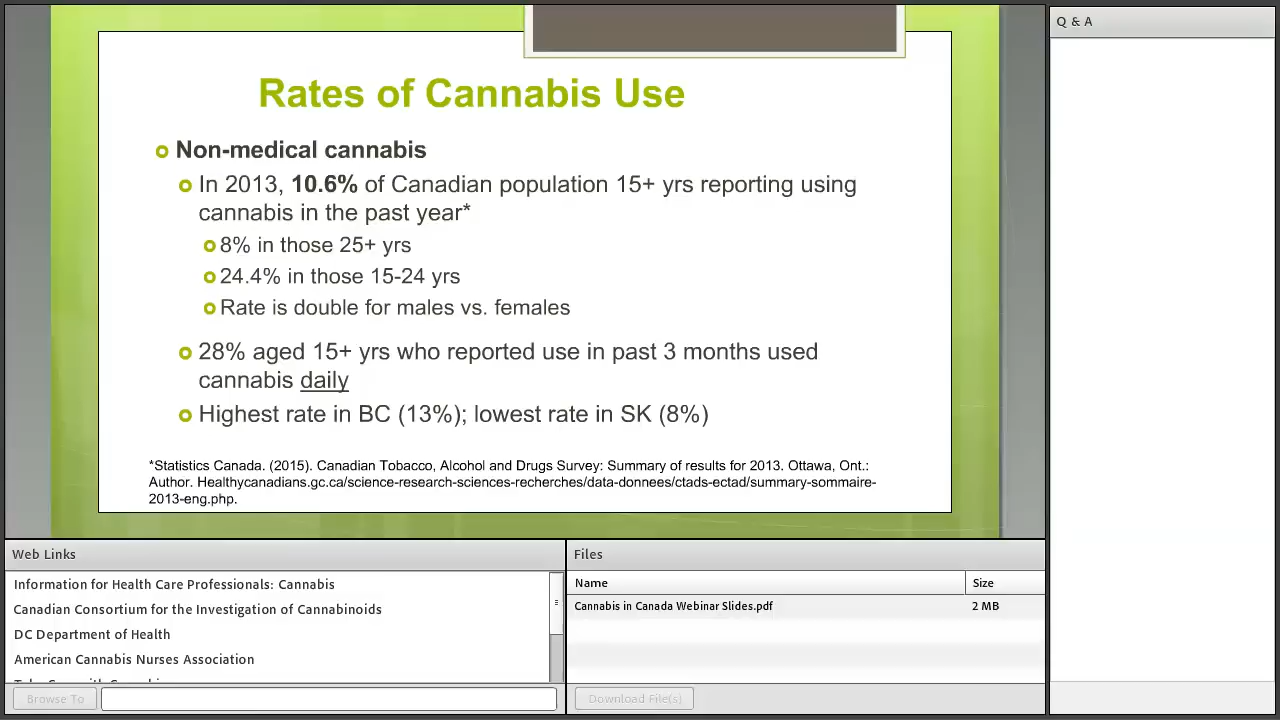 Rates of Cannabis Use
Non-medical cannabis
In 2013, 10.6% of Canadian population 15+ yrs reporting using
cannabis in the past year*
8% in those 25+ yrs
24.4% in those 15-24 yrs
Rate is double for males vs. females
28% aged 15+ yrs who reported use in past 3 months used
cannabis daily
Highest rate in BC (13%); lowest rate in SK (8%)
*Statistics Canada. (2015). Canadian Tobacco, Alcohol and Drugs Survey: Summary of results for 2013. Ottawa, Ont.:
Author. Healthycanadians.gc.ca/science-research-sciences-recherches/data-donnees/ctads-ectad/summary-sommaire-
2013-eng.php.
Q & A
Web Links
Information for Health Care Professionals: Cannabis
Canadian Consortium for the Investigation of Cannabinoids
DC Department of Health
American Cannabis Nurses Association
Browse To
Files
Name Size
Cannabis in Canada Webinar Slides.pdf 2 MB
Download File(s)